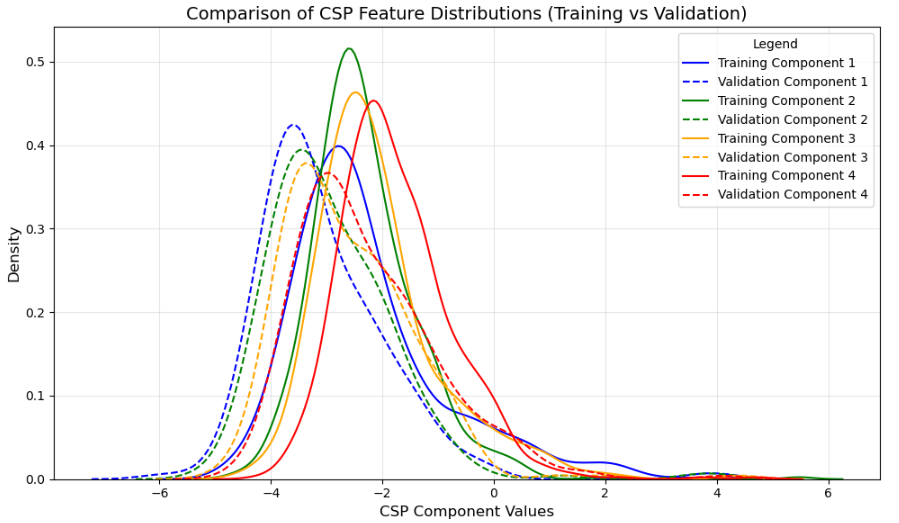 Comparison of CSP Feature Distributions (Training vs Validation)
Legend
Training Component 1
Validation Component 1
Training Component 2
Validation Component 2
Training Component 3
Validation Component 3
Training Component 4
Validation Component 4
Density
0.5
0.4
0.3
0.2
0.1
0.0
−6
−4
−2
0
2
4
6
CSP Component Values